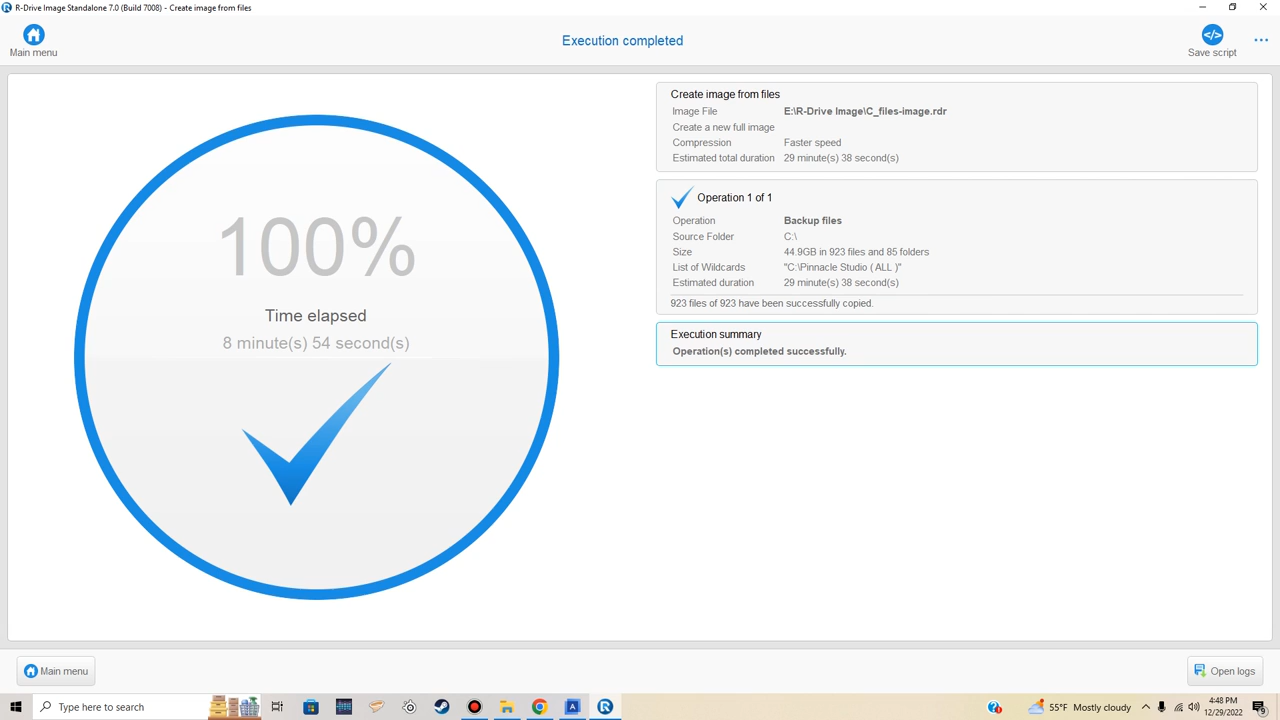 R-Drive Image Standalone 7.0 (Build 7008) - Create image from files
Main menu
Execution completed
</>
Save script
100%
Time elapsed
8 minute(s) 54 second(s)
Create image from files
Image File E:\R-Drive Image\C_files-image.rdr
Create a new full image
Compression Faster speed
Estimated total duration 29 minute(s) 38 second(s)
Operation 1 of 1
Operation Backup files
Source Folder C:\
Size 44.9GB in 923 files and 85 folders
List of Wildcards "C:\Pinnacle Studio ( ALL )"
Estimated duration 29 minute(s) 38 second(s)
923 files of 923 have been successfully copied.
Execution summary
Operation(s) completed successfully.
Main menu
Open logs
Type here to search
55°F Mostly cloudy
4:48 PM
12/29/2022